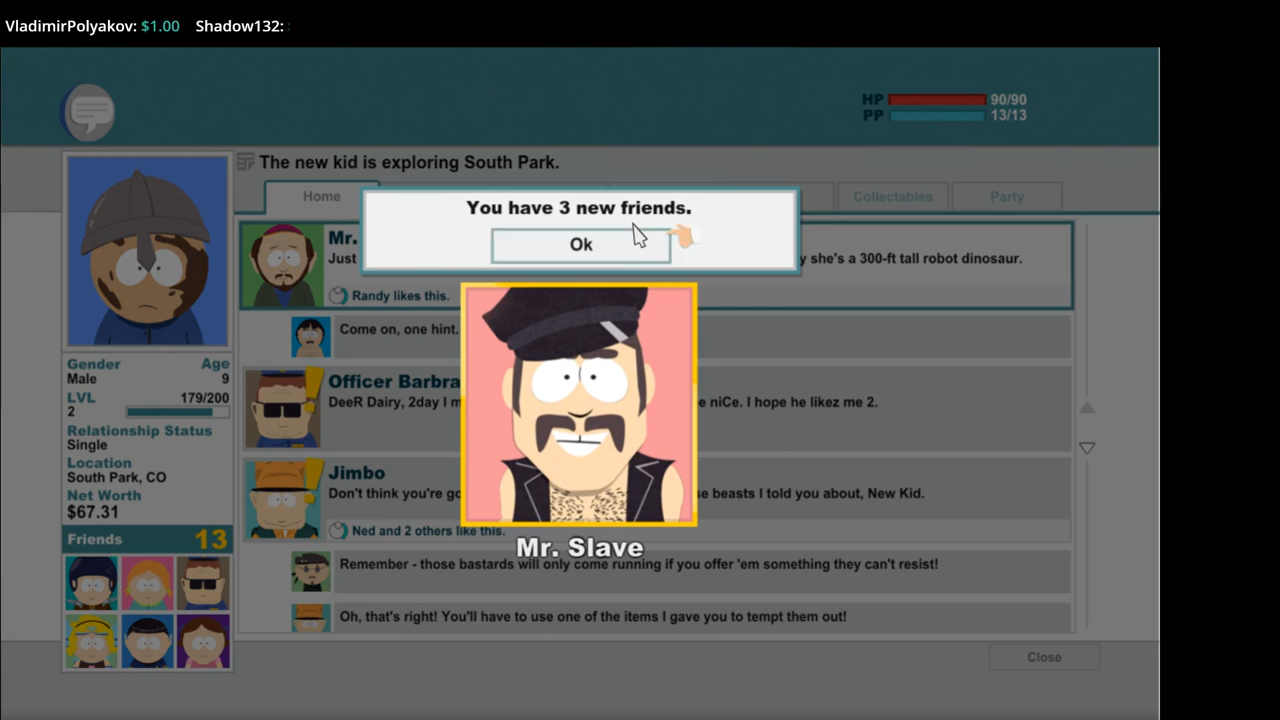 VladimirPolyakov: $1.00 Shadow132:
HP 90/90
PP 13/13
The new kid is exploring South Park.
Home
Collectables
Party
You have 3 new friends.
Ok
Mr.
Just
y she's a 300-ft tall robot dinosaur.
Randy likes this.
Come on, one hint.
Officer Barbra
DeeR Dairy, 2day I m
e niCe. I hope he likez me 2.
Jimbo
Don't think you're go
se beasts I told you about, New Kid.
Ned and 2 others like this.
Mr. Slave
Remember - those bastards will only come running if you offer 'em something they can't resist!
Oh, that's right! You'll have to use one of the items I gave you to tempt them out!
Gender Age
Male 9
LVL 179/200
2
Relationship Status
Single
Location
South Park, CO
Net Worth
$67.31
Friends 13
Close